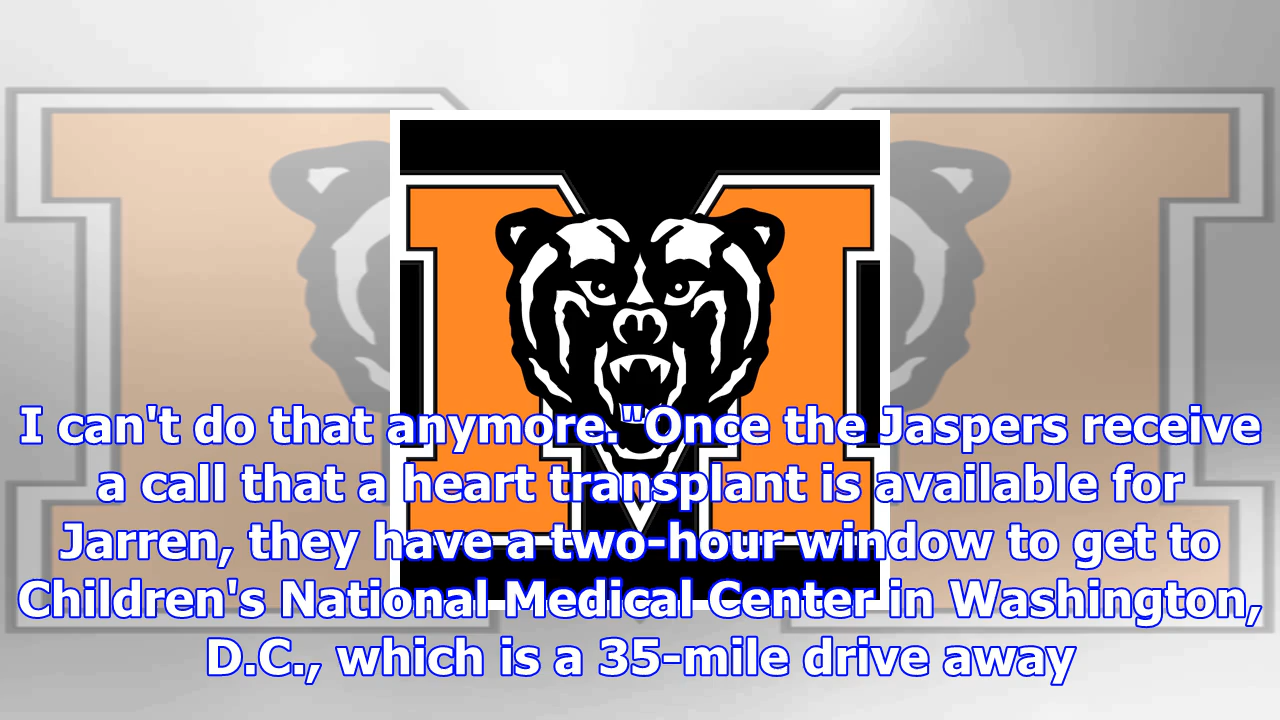 I can't do that anymore."Once the Jaspers receive
a call that a heart transplant is available for
Jarren, they have a two-hour window to get to
Children's National Medical Center in Washington,
D.C., which is a 35-mile drive away